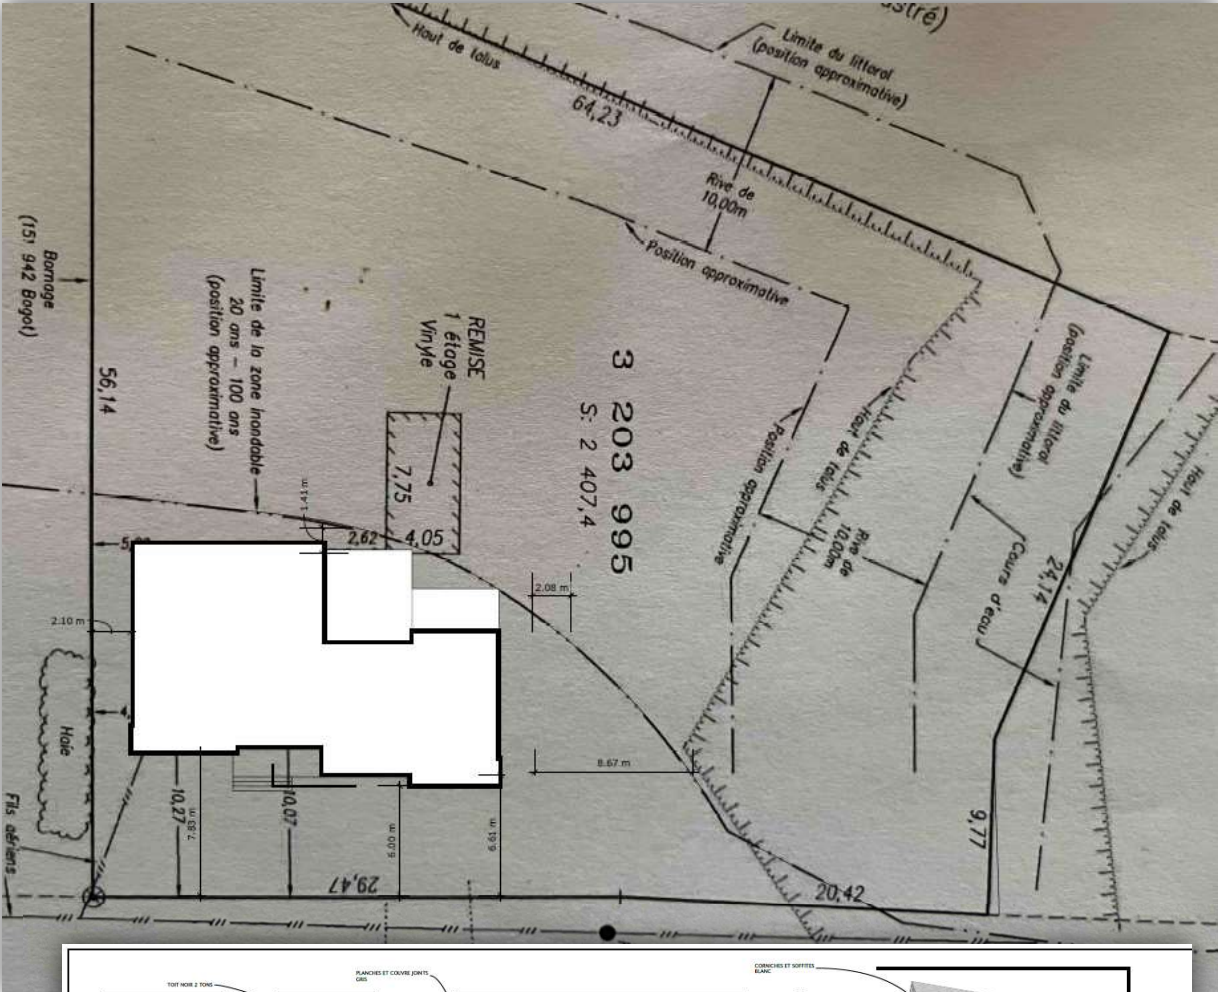 Haut de talus
64,23
Limite du littoral
(position approximative)
Rive de
10,00m
Position approximative
Bornage
(151 942 Bagot)
56,14
Limite de la zone inondable
20 ans - 100 ans
(position approximative)
REMISE
1 étage
Vinyle
7,75
4,05
2,62
1.41 m
3 203 995
S: 2 407,4
Position approximative
Haut de talus
Rive de
10,00m
Limite du littoral
(position approximative)
Cours d'eau
24,14
Haut de talus
2.08 m
2.10 m
Haie
Fils aériens
10,27
7.83 m
10,07
6.00 m
6.61 m
8.67 m
29,47
20,42
9,77
TOIT NOIR 2 TONS
PLANCHES ET COUVRE JOINTS
GRIS
CORNICHES ET SOFFITES
BLANC